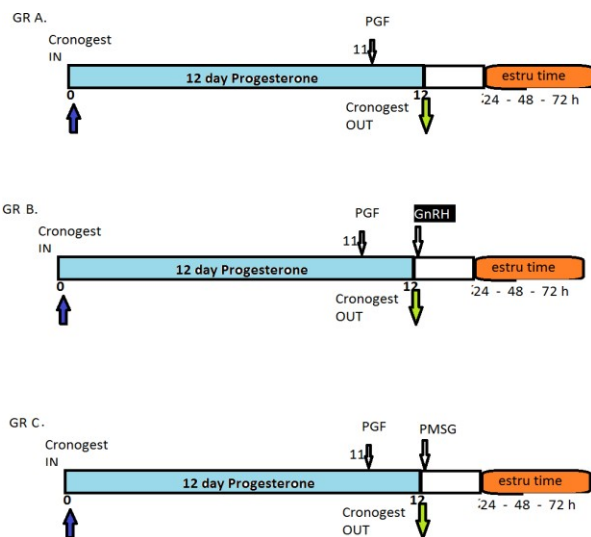 GR A.
PGF
Cronogest
IN
11
12 day Progesterone
estru time
0
12
24 - 48 - 72 h
Cronogest
OUT
GR B.
PGF
GnRH
Cronogest
IN
11
12 day Progesterone
estru time
0
12
24 - 48 - 72 h
Cronogest
OUT
GR C.
PGF
PMSG
Cronogest
IN
11
12 day Progesterone
estru time
0
12
24 - 48 - 72 h
Cronogest
OUT